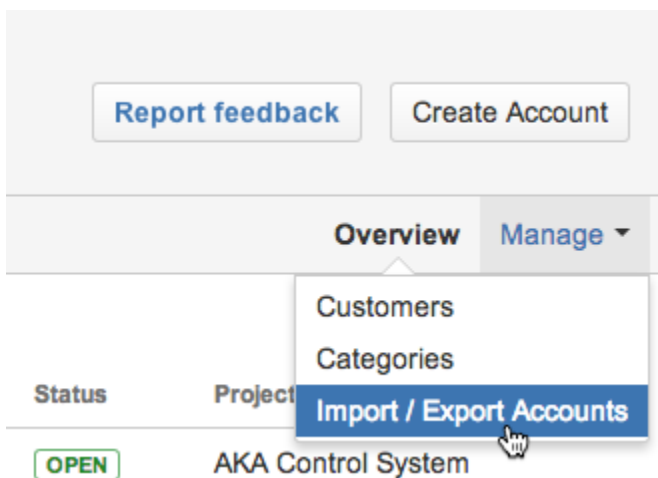 Report feedback Create Account
Overview Manage
Customers
Categories
Status Project
Import / Export Accounts
OPEN AKA Control System